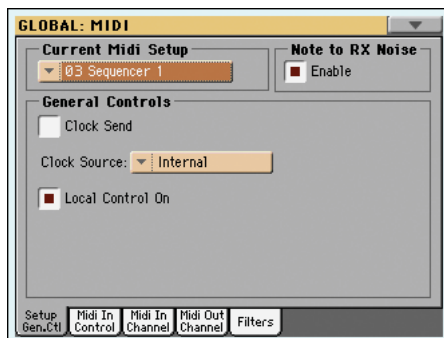 GLOBAL: MIDI
Current Midi Setup
03 Sequencer 1
Note to RX Noise
Enable
General Controls
Clock Send
Clock Source: Internal
Local Control On
Setup Gen.Ctl
Midi In Control
Midi In Channel
Midi Out Channel
Filters